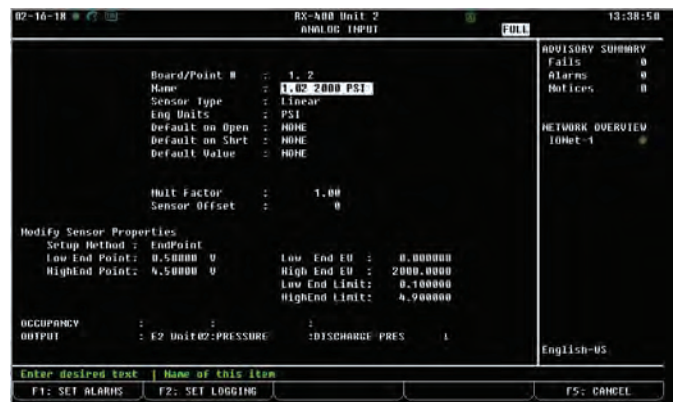 02-16-18 RX-400 Unit 2 13:38:50
ANALOG INPUT FULL
ADVISORY SUMMARY
Fails 0
Alarms 0
Notices 0
NETWORK OVERVIEW
IONet-1
Board/Point # : 1. 2
Name : 1.02 2000 PSI
Sensor Type : Linear
Eng Units : PSI
Default on Open : NONE
Default on Shrt : NONE
Default Value : NONE
Mult Factor : 1.00
Sensor Offset : 0
Modify Sensor Properties
Setup Method : EndPoint
Low End Point: 0.50000 V Low End EU : 0.000000
HighEnd Point: 4.50000 V High End EU : 2000.0000
Low End Limit: 0.100000
HighEnd Limit: 4.900000
OCCUPANCY : : :
OUTPUT : E2 Unit02:PRESSURE :DISCHARGE PRES
English-US
Enter desired text | Name of this item
F1: SET ALARMS F2: SET LOGGING F5: CANCEL